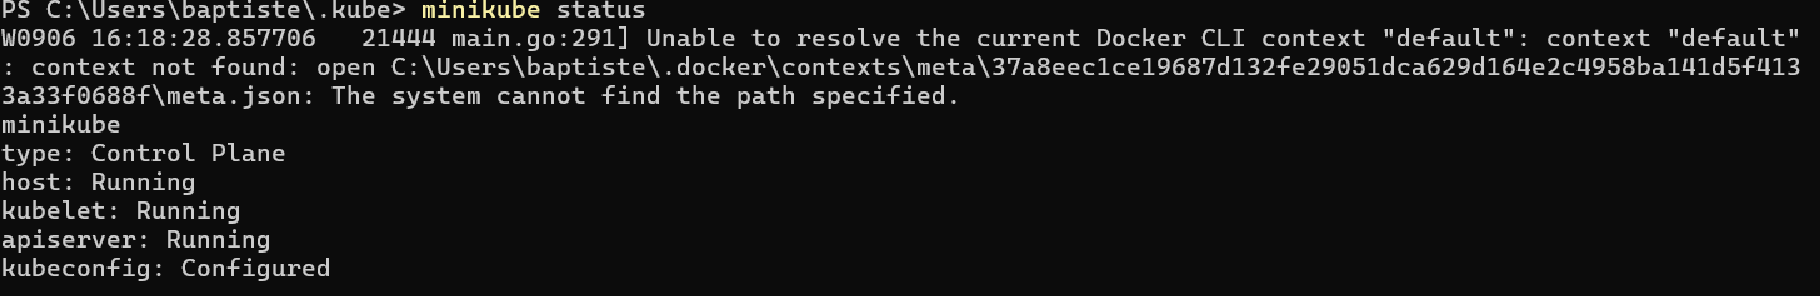 PS C:\Users\baptiste\.kube> minikube status
W0906 16:18:28.857706   21444 main.go:291] Unable to resolve the current Docker CLI context "default": context "default"
: context not found: open C:\Users\baptiste\.docker\contexts\meta\37a8eec1ce19687d132fe29051dca629d164e2c4958ba141d5f413
3a33f0688f\meta.json: The system cannot find the path specified.
minikube
type: Control Plane
host: Running
kubelet: Running
apiserver: Running
kubeconfig: Configured